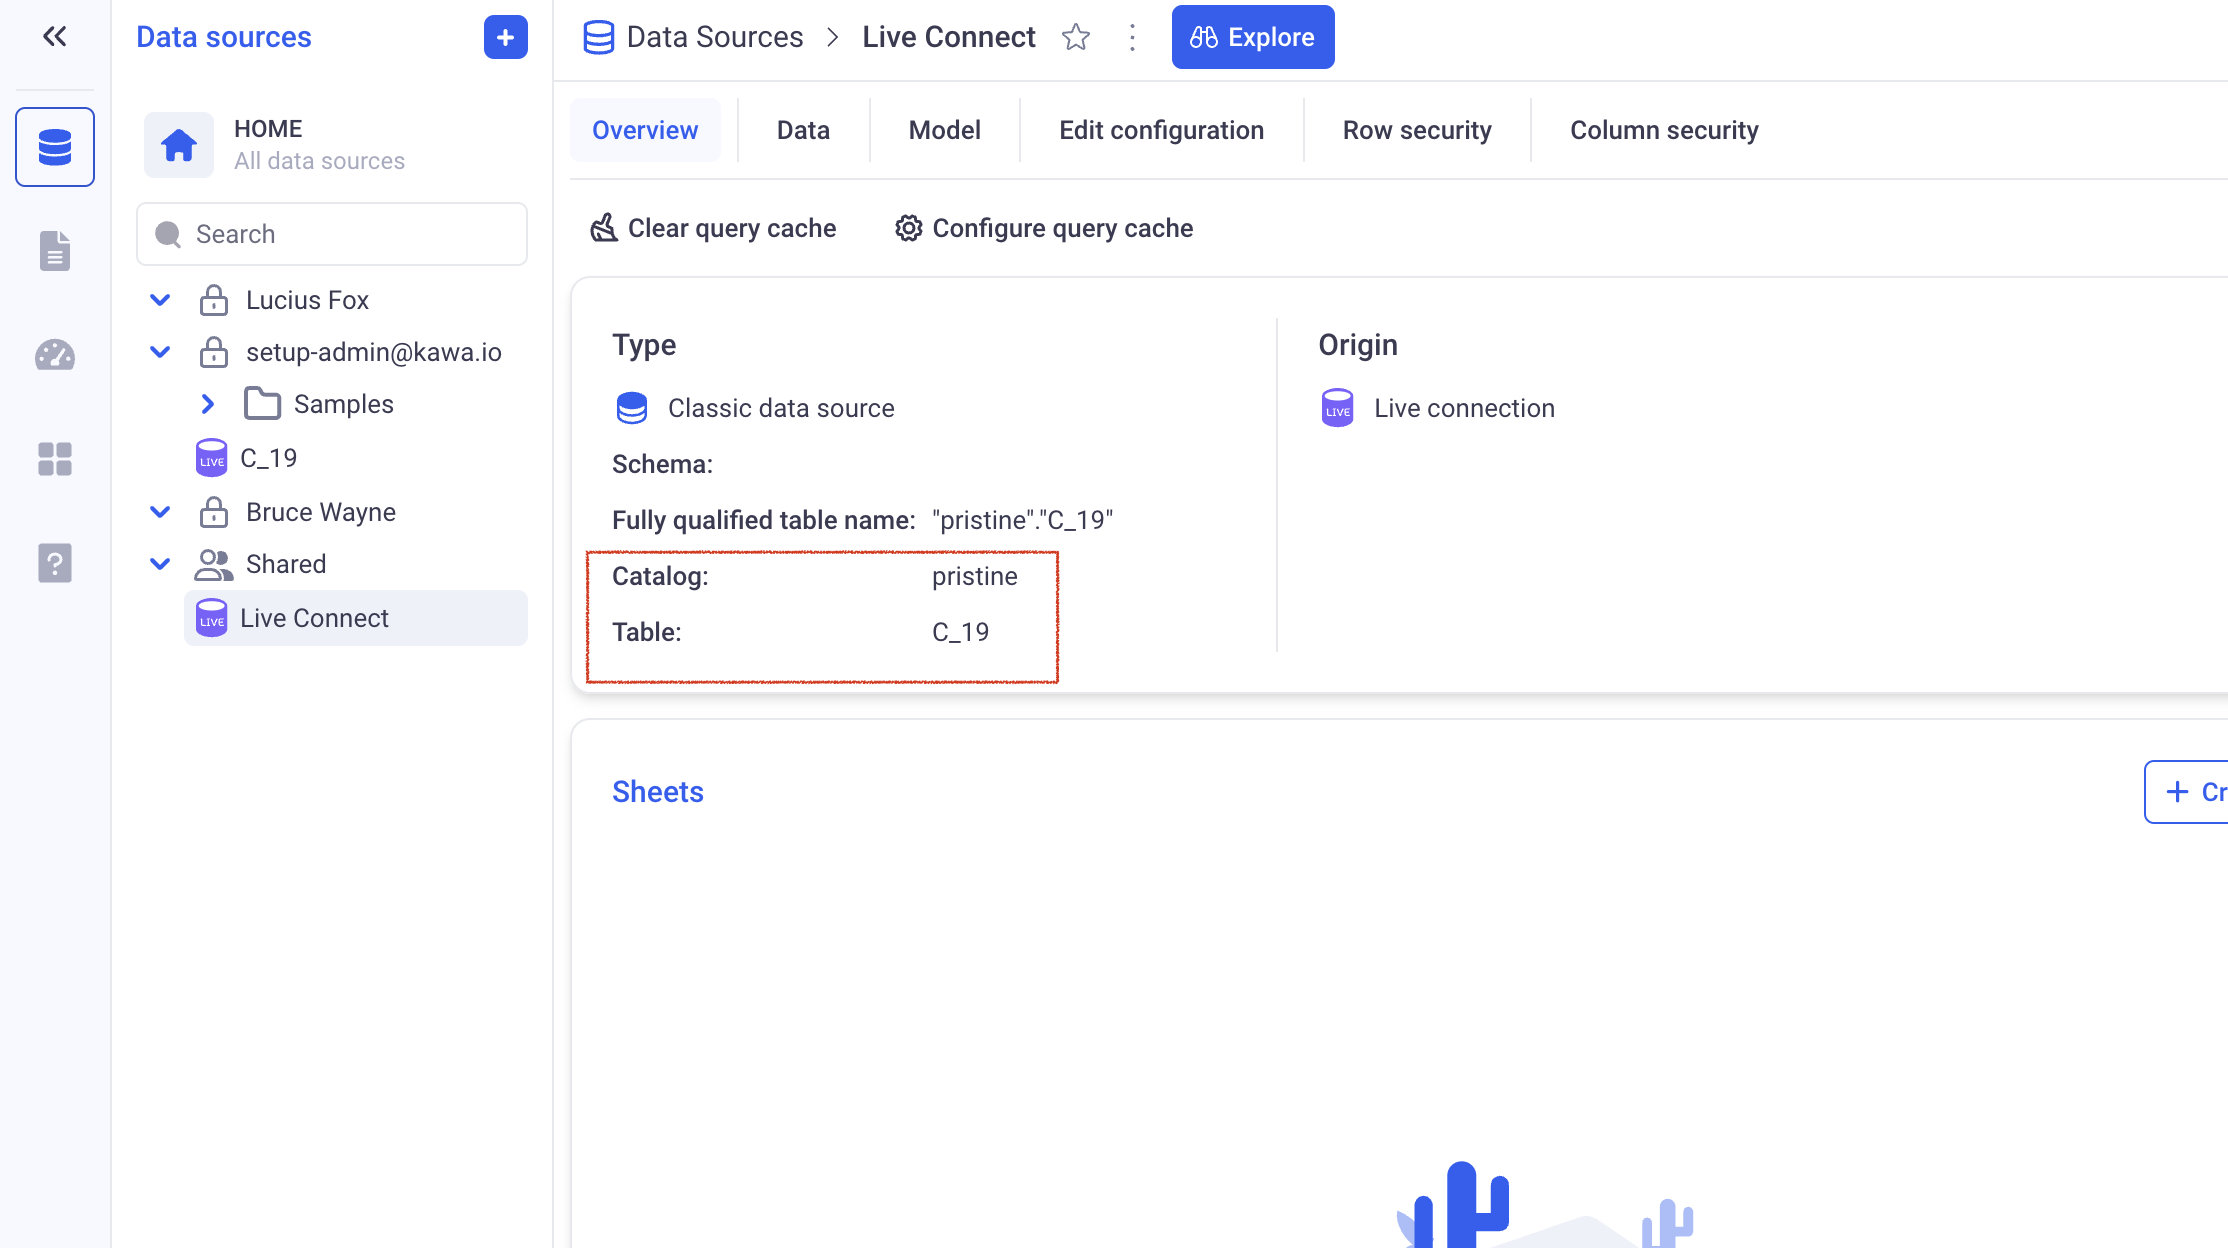 Data sources
HOME
All data sources
Search
Lucius Fox
setup-admin@kawa.io
Samples
LIVE C_19
Bruce Wayne
Shared
LIVE Live Connect
Data Sources > Live Connect
Explore
Overview
Data
Model
Edit configuration
Row security
Column security
Clear query cache
Configure query cache
Type
Classic data source
Schema:
Fully qualified table name: "pristine"."C_19"
Catalog: pristine
Table: C_19
Origin
LIVE Live connection
Sheets
+ Cr